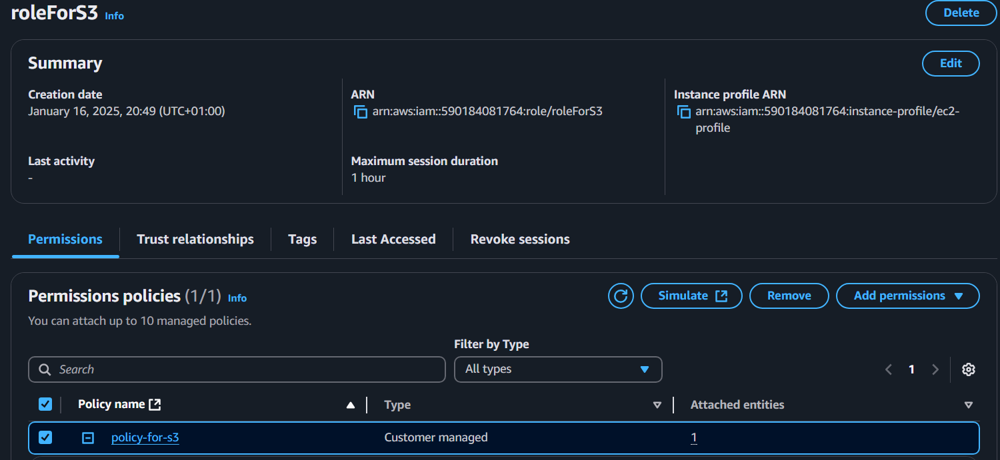 roleForS3 Info
Delete
Summary
Edit
Creation date
January 16, 2025, 20:49 (UTC+01:00)
ARN
arn:aws:iam::590184081764:role/roleForS3
Instance profile ARN
arn:aws:iam::590184081764:instance-profile/ec2-
profile
Last activity
-
Maximum session duration
1 hour
Permissions
Trust relationships
Tags
Last Accessed
Revoke sessions
Permissions policies (1/1) Info
Simulate
Remove
Add permissions
You can attach up to 10 managed policies.
Filter by Type
Search
All types
1
Policy name
Type
Attached entities
policy-for-s3
Customer managed
1